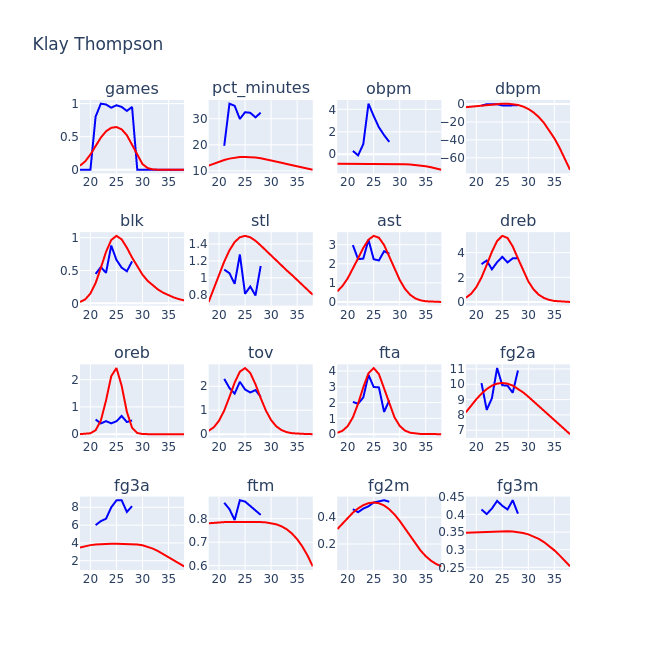 Klay Thompson
games pct_minutes obpm dbpm
1 0.5 0 20 25 30 35
30 20 10 20 25 30 35
4 2 0 20 25 30 35
0 −20 −40 −60 20 25 30 35
blk stl ast dreb
1 0.5 0 20 25 30 35
1.4 1.2 1 0.8 20 25 30 35
3 2 1 0 20 25 30 35
4 2 0 20 25 30 35
oreb tov fta fg2a
2 1 0 20 25 30 35
2 1 0 20 25 30 35
4 3 2 1 0 20 25 30 35
11 10 9 8 7 20 25 30 35
fg3a ftm fg2m fg3m
8 6 4 2 20 25 30 35
0.8 0.7 0.6 20 25 30 35
0.4 0.2 20 25 30 35
0.45 0.4 0.35 0.3 0.25 20 25 30 35